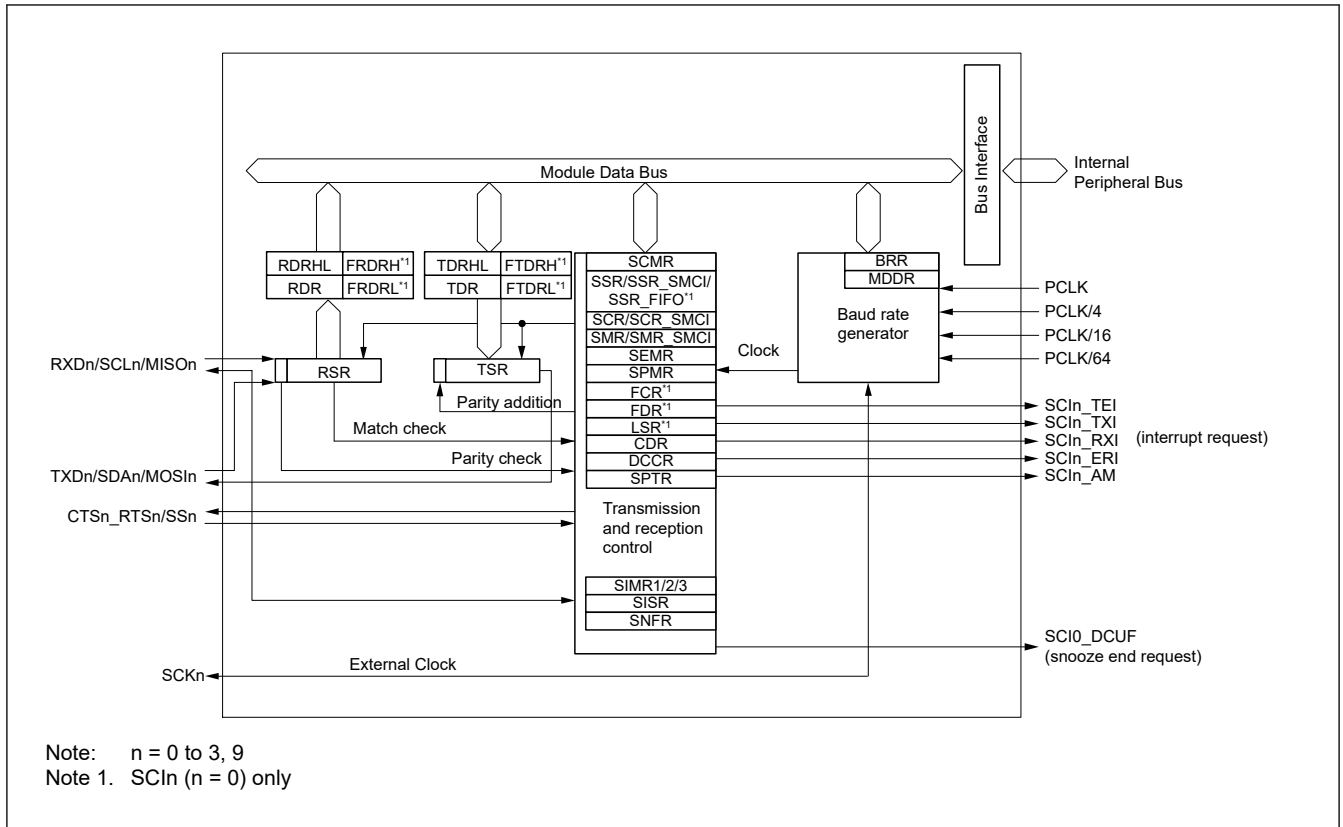 Bus Interface
Module Data Bus
Internal
Peripheral Bus
RDRHL
FRDRH*1
RDR
FRDRL*1
TDRHL
FTDRH*1
TDR
FTDRL*1
SCMR
SSR/SSR_SMCI/
SSR_FIFO*1
SCR/SCR_SMCI
SMR/SMR_SMCI
SEMR
SPMR
FCR*1
FDR*1
LSR*1
CDR
DCCR
SPTR
Transmission
and reception
control
SIMR1/2/3
SISR
SNFR
BRR
MDDR
Baud rate
generator
Clock
PCLK
PCLK/4
PCLK/16
PCLK/64
RXDn/SCLn/MISOn
RSR
TSR
Parity addition
Match check
Parity check
TXDn/SDAn/MOSIn
CTSn_RTSn/SSn
SCIn_TEI
SCIn_TXI
SCIn_RXI
(interrupt request)
SCIn_ERI
SCIn_AM
SCI0_DCUF
(snooze end request)
External Clock
SCKn
Note: n = 0 to 3, 9
Note 1. SCIn (n = 0) only